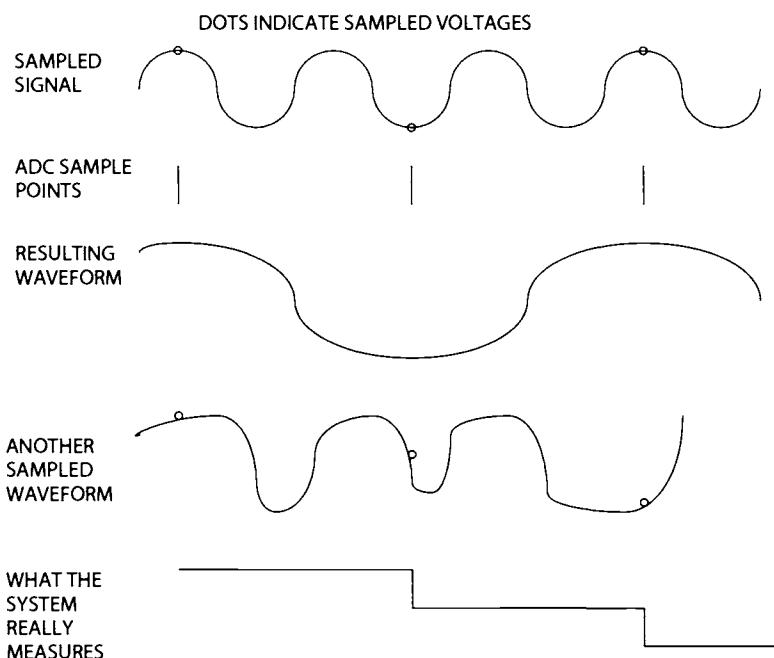 DOTS INDICATE SAMPLED VOLTAGES
SAMPLED
SIGNAL
ADC SAMPLE
POINTS
RESULTING
WAVEFORM
ANOTHER
SAMPLED
WAVEFORM
WHAT THE
SYSTEM
REALLY
MEASURES